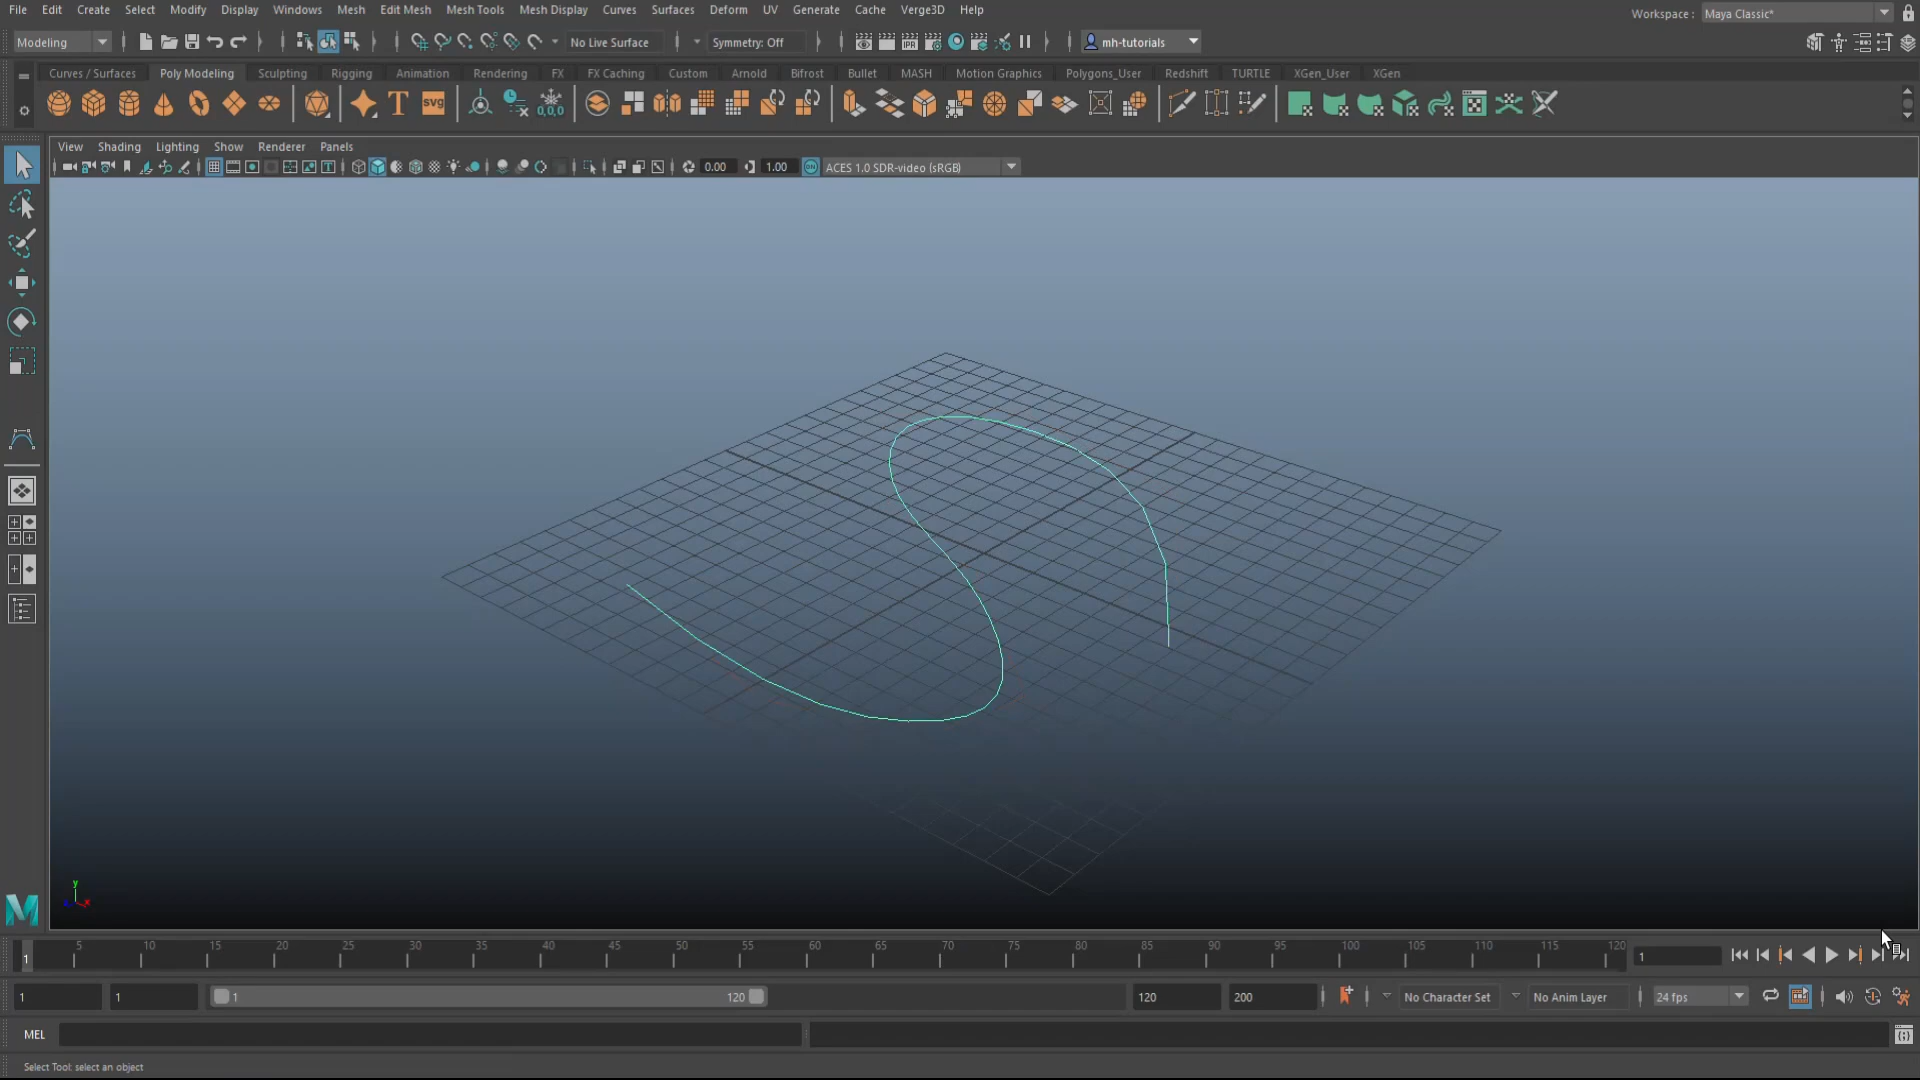 File Edit Create Select Modify Display Windows Mesh Edit Mesh Mesh Tools Mesh Display Curves Surfaces Deform UV Generate Cache Verge3D Help
Workspace : Maya Classic*
Modeling
No Live Surface
Symmetry: Off
IPR
mh-tutorials
Curves / Surfaces Poly Modeling Sculpting Rigging Animation Rendering FX FX Caching Custom Arnold Bifrost Bullet MASH Motion Graphics Polygons_User Redshift TURTLE XGen_User XGen
T
SVG
0,0,0
View Shading Lighting Show Renderer Panels
0.00
1.00
ACES 1.0 SDR-video (sRGB)
y
x
M
5 10 15 20 25 30 35 40 45 50 55 60 65 70 75 80 85 90 95 100 105 110 115 120
1
1
1
1
1
120
120
200
No Character Set
No Anim Layer
24 fps
MEL
Select Tool: select an object